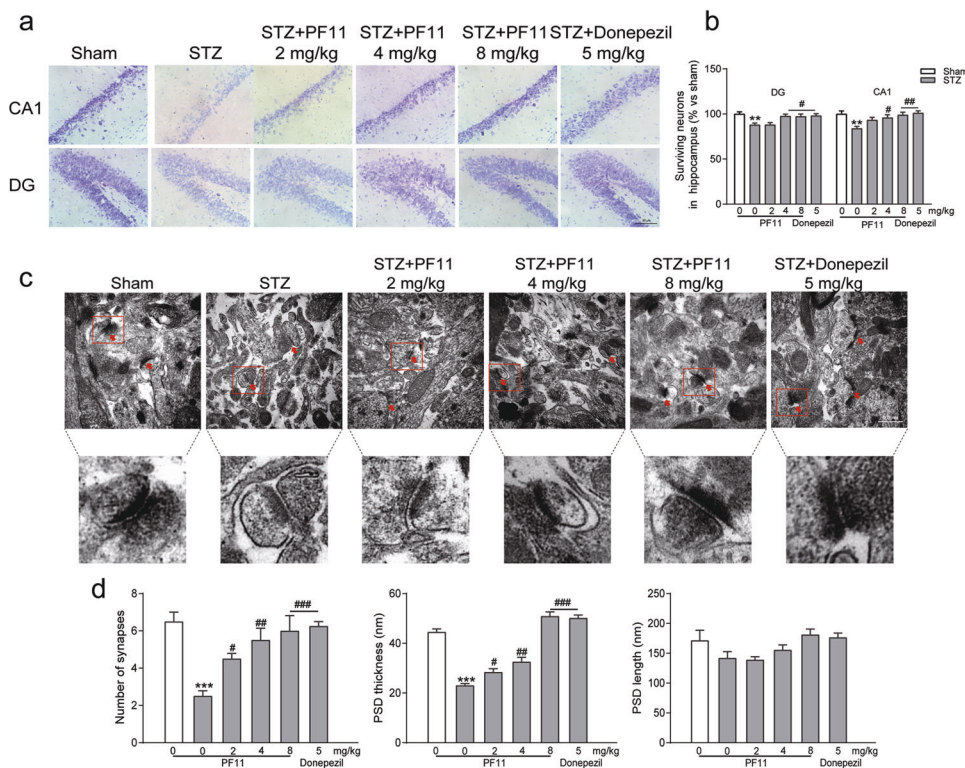 a
Sham
STZ
STZ+PF11
2 mg/kg
STZ+PF11
4 mg/kg
STZ+PF11
8 mg/kg
STZ+Donepezil
5 mg/kg
CA1
DG
b
Sham
STZ
Surviving neurons
in hippocampus (% vs sham)
150
100
50
0
DG
CA1
**
#
**
#
##
0 0 2 4 8 5 0 0 2 4 8 5 mg/kg
PF11 Donepezil PF11 Donepezil
c
Sham
STZ
STZ+PF11
2 mg/kg
STZ+PF11
4 mg/kg
STZ+PF11
8 mg/kg
STZ+Donepezil
5 mg/kg
d
Number of synapses
8
6
4
2
0
***
#
##
###
0 0 2 4 8 5 mg/kg
PF11 Donepezil
PSD thickness (nm)
60
40
20
0
***
#
##
###
0 0 2 4 8 5 mg/kg
PF11 Donepezil
PSD length (nm)
250
200
150
100
50
0
0 0 2 4 8 5 mg/kg
PF11 Donepezil